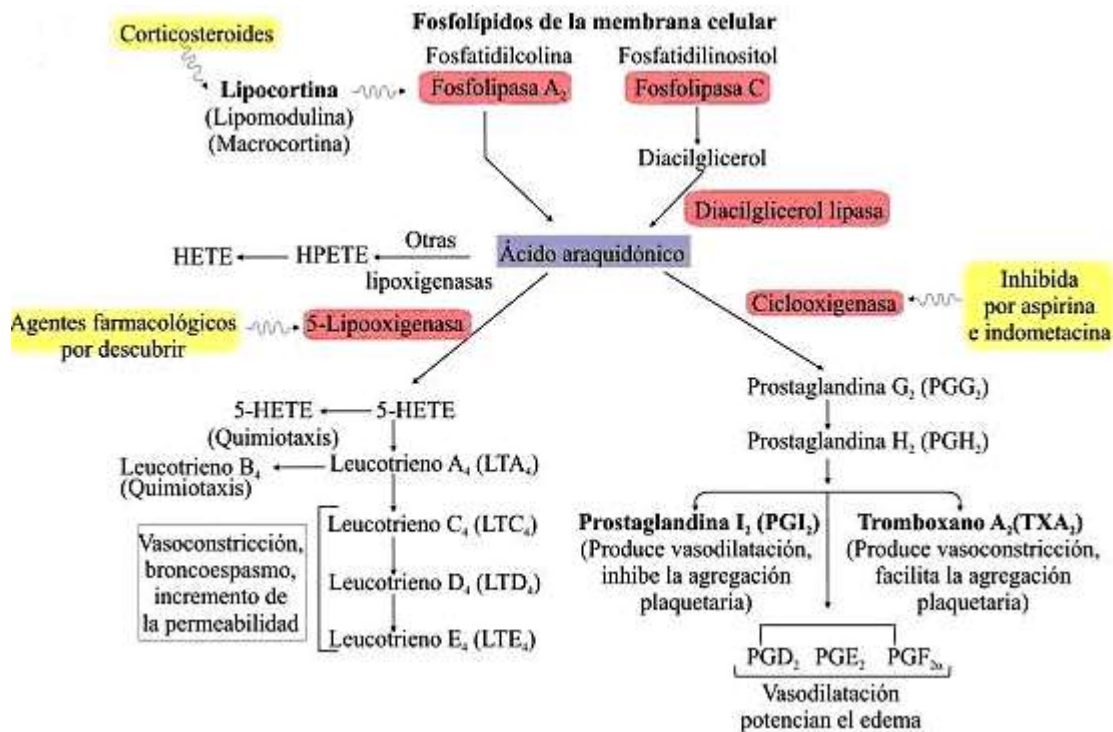 Fosfolípidos de la membrana celular
Corticosteroides
Fosfatidilcolina
Fosfatidilinositol
Lipocortina
(Lipomodulina)
(Macrocortina)
Fosfolipasa A₂
Fosfolipasa C
Diacilglicerol
Diacilglicerol lipasa
Ácido araquidónico
Otras
lipoxigenasas
HPETE
HETE
Agentes farmacológicos
por descubrir
5-Lipooxigenasa
Ciclooxigenasa
Inhibida
por aspirina
e indometacina
Prostaglandina G₂ (PGG₂)
5-HETE
(Quimiotaxis)
5-HETE
Prostaglandina H₂ (PGH₂)
Leucotrieno B₄
(Quimiotaxis)
Leucotrieno A₄ (LTA₄)
Vasoconstricción,
broncoespasmo,
incremento de
la permeabilidad
Leucotrieno C₄ (LTC₄)
Leucotrieno D₄ (LTD₄)
Leucotrieno E₄ (LTE₄)
Prostaglandina I₂ (PGI₂)
(Produce vasodilatación,
inhibe la agregación
plaquetaria)
Tromboxano A₂(TXA₂)
(Produce vasoconstricción,
facilita la agregación
plaquetaria)
PGD₂ PGE₂ PGF₂α
Vasodilatación
potencian el edema